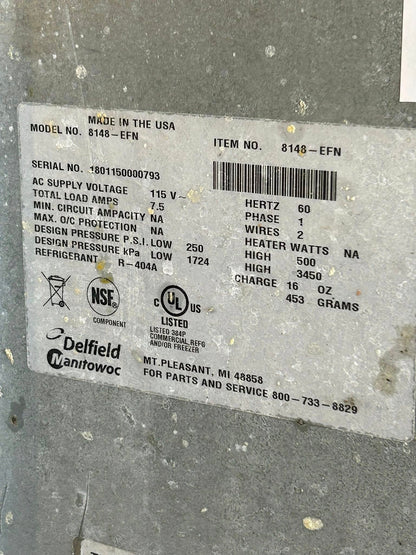 MADE IN THE USA
MODEL NO. 8148-EFN ITEM NO. 8148-EFN
SERIAL NO. 1801150000793
AC SUPPLY VOLTAGE 115 V~ HERTZ 60
TOTAL LOAD AMPS 7.5 PHASE 1
MIN. CIRCUIT AMPACITY NA WIRES 2
MAX. O/C PROTECTION NA HEATER WATTS NA
DESIGN PRESSURE P.S.I. LOW 250 HIGH 500
DESIGN PRESSURE kPa LOW 1724 HIGH 3450
REFRIGERANT R-404A CHARGE 16 OZ
453 GRAMS
NSF
COMPONENT
C UL US
LISTED
LISTED 384P
COMMERCIAL REFG
AND/OR FREEZER
Delfield
Manitowoc
MT. PLEASANT, MI 48858
FOR PARTS AND SERVICE 800-733-8829